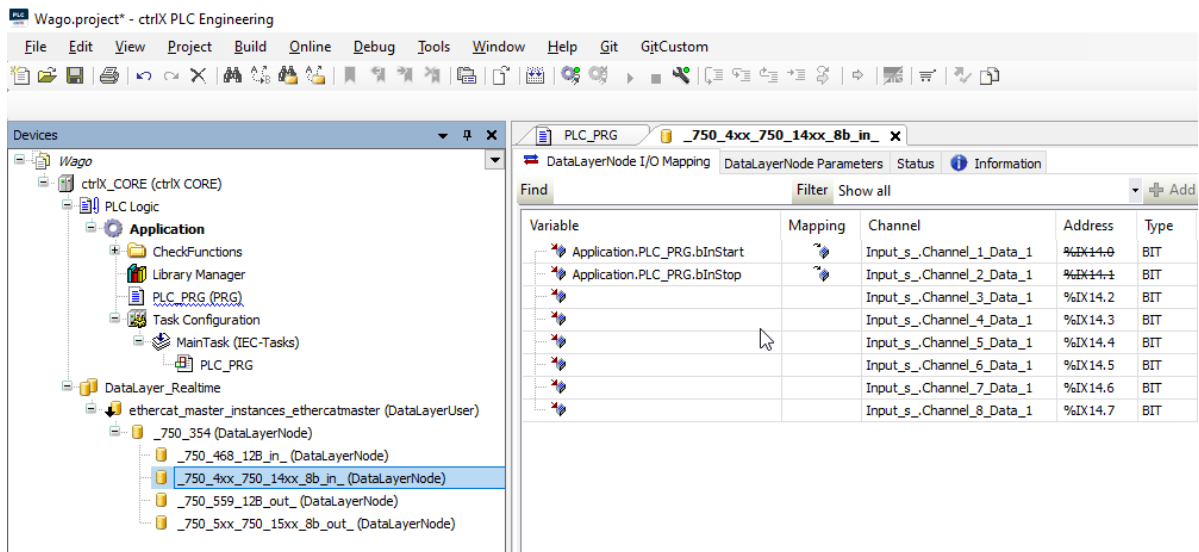 PLC Wago.project* - ctrlX PLC Engineering
File Edit View Project Build Online Debug Tools Window Help Git GitCustom
Devices
Wago
ctrlX_CORE (ctrlX CORE)
PLC Logic
Application
CheckFunctions
Library Manager
PLC_PRG (PRG)
Task Configuration
MainTask (IEC-Tasks)
PLC_PRG
DataLayer_Realtime
ethercat_master_instances_ethercatmaster (DataLayerUser)
_750_354 (DataLayerNode)
_750_468_12B_in_ (DataLayerNode)
_750_4xx_750_14xx_8b_in_ (DataLayerNode)
_750_559_12B_out_ (DataLayerNode)
_750_5xx_750_15xx_8b_out_ (DataLayerNode)
PLC_PRG _750_4xx_750_14xx_8b_in_
DataLayerNode I/O Mapping DataLayerNode Parameters Status Information
Find Filter Show all Add
Variable Mapping Channel Address Type
Application.PLC_PRG.bInStart Input_s_.Channel_1_Data_1 %IX14.0 BIT
Application.PLC_PRG.bInStop Input_s_.Channel_2_Data_1 %IX14.1 BIT
Input_s_.Channel_3_Data_1 %IX14.2 BIT
Input_s_.Channel_4_Data_1 %IX14.3 BIT
Input_s_.Channel_5_Data_1 %IX14.4 BIT
Input_s_.Channel_6_Data_1 %IX14.5 BIT
Input_s_.Channel_7_Data_1 %IX14.6 BIT
Input_s_.Channel_8_Data_1 %IX14.7 BIT